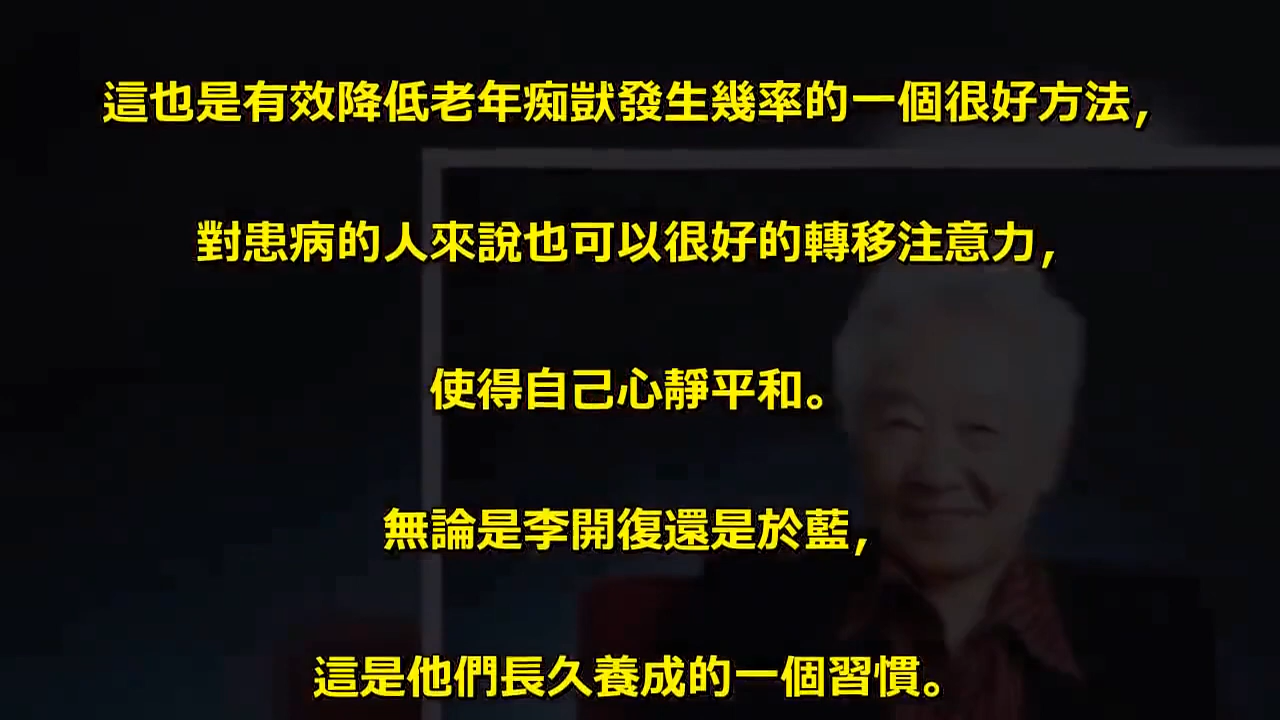 這也是有效降低老年痴獃發生幾率的一個很好方法，
對患病的人來說也可以很好的轉移注意力，
使得自己心靜平和。
無論是李開復還是於藍，
這是他們長久養成的一個習慣。